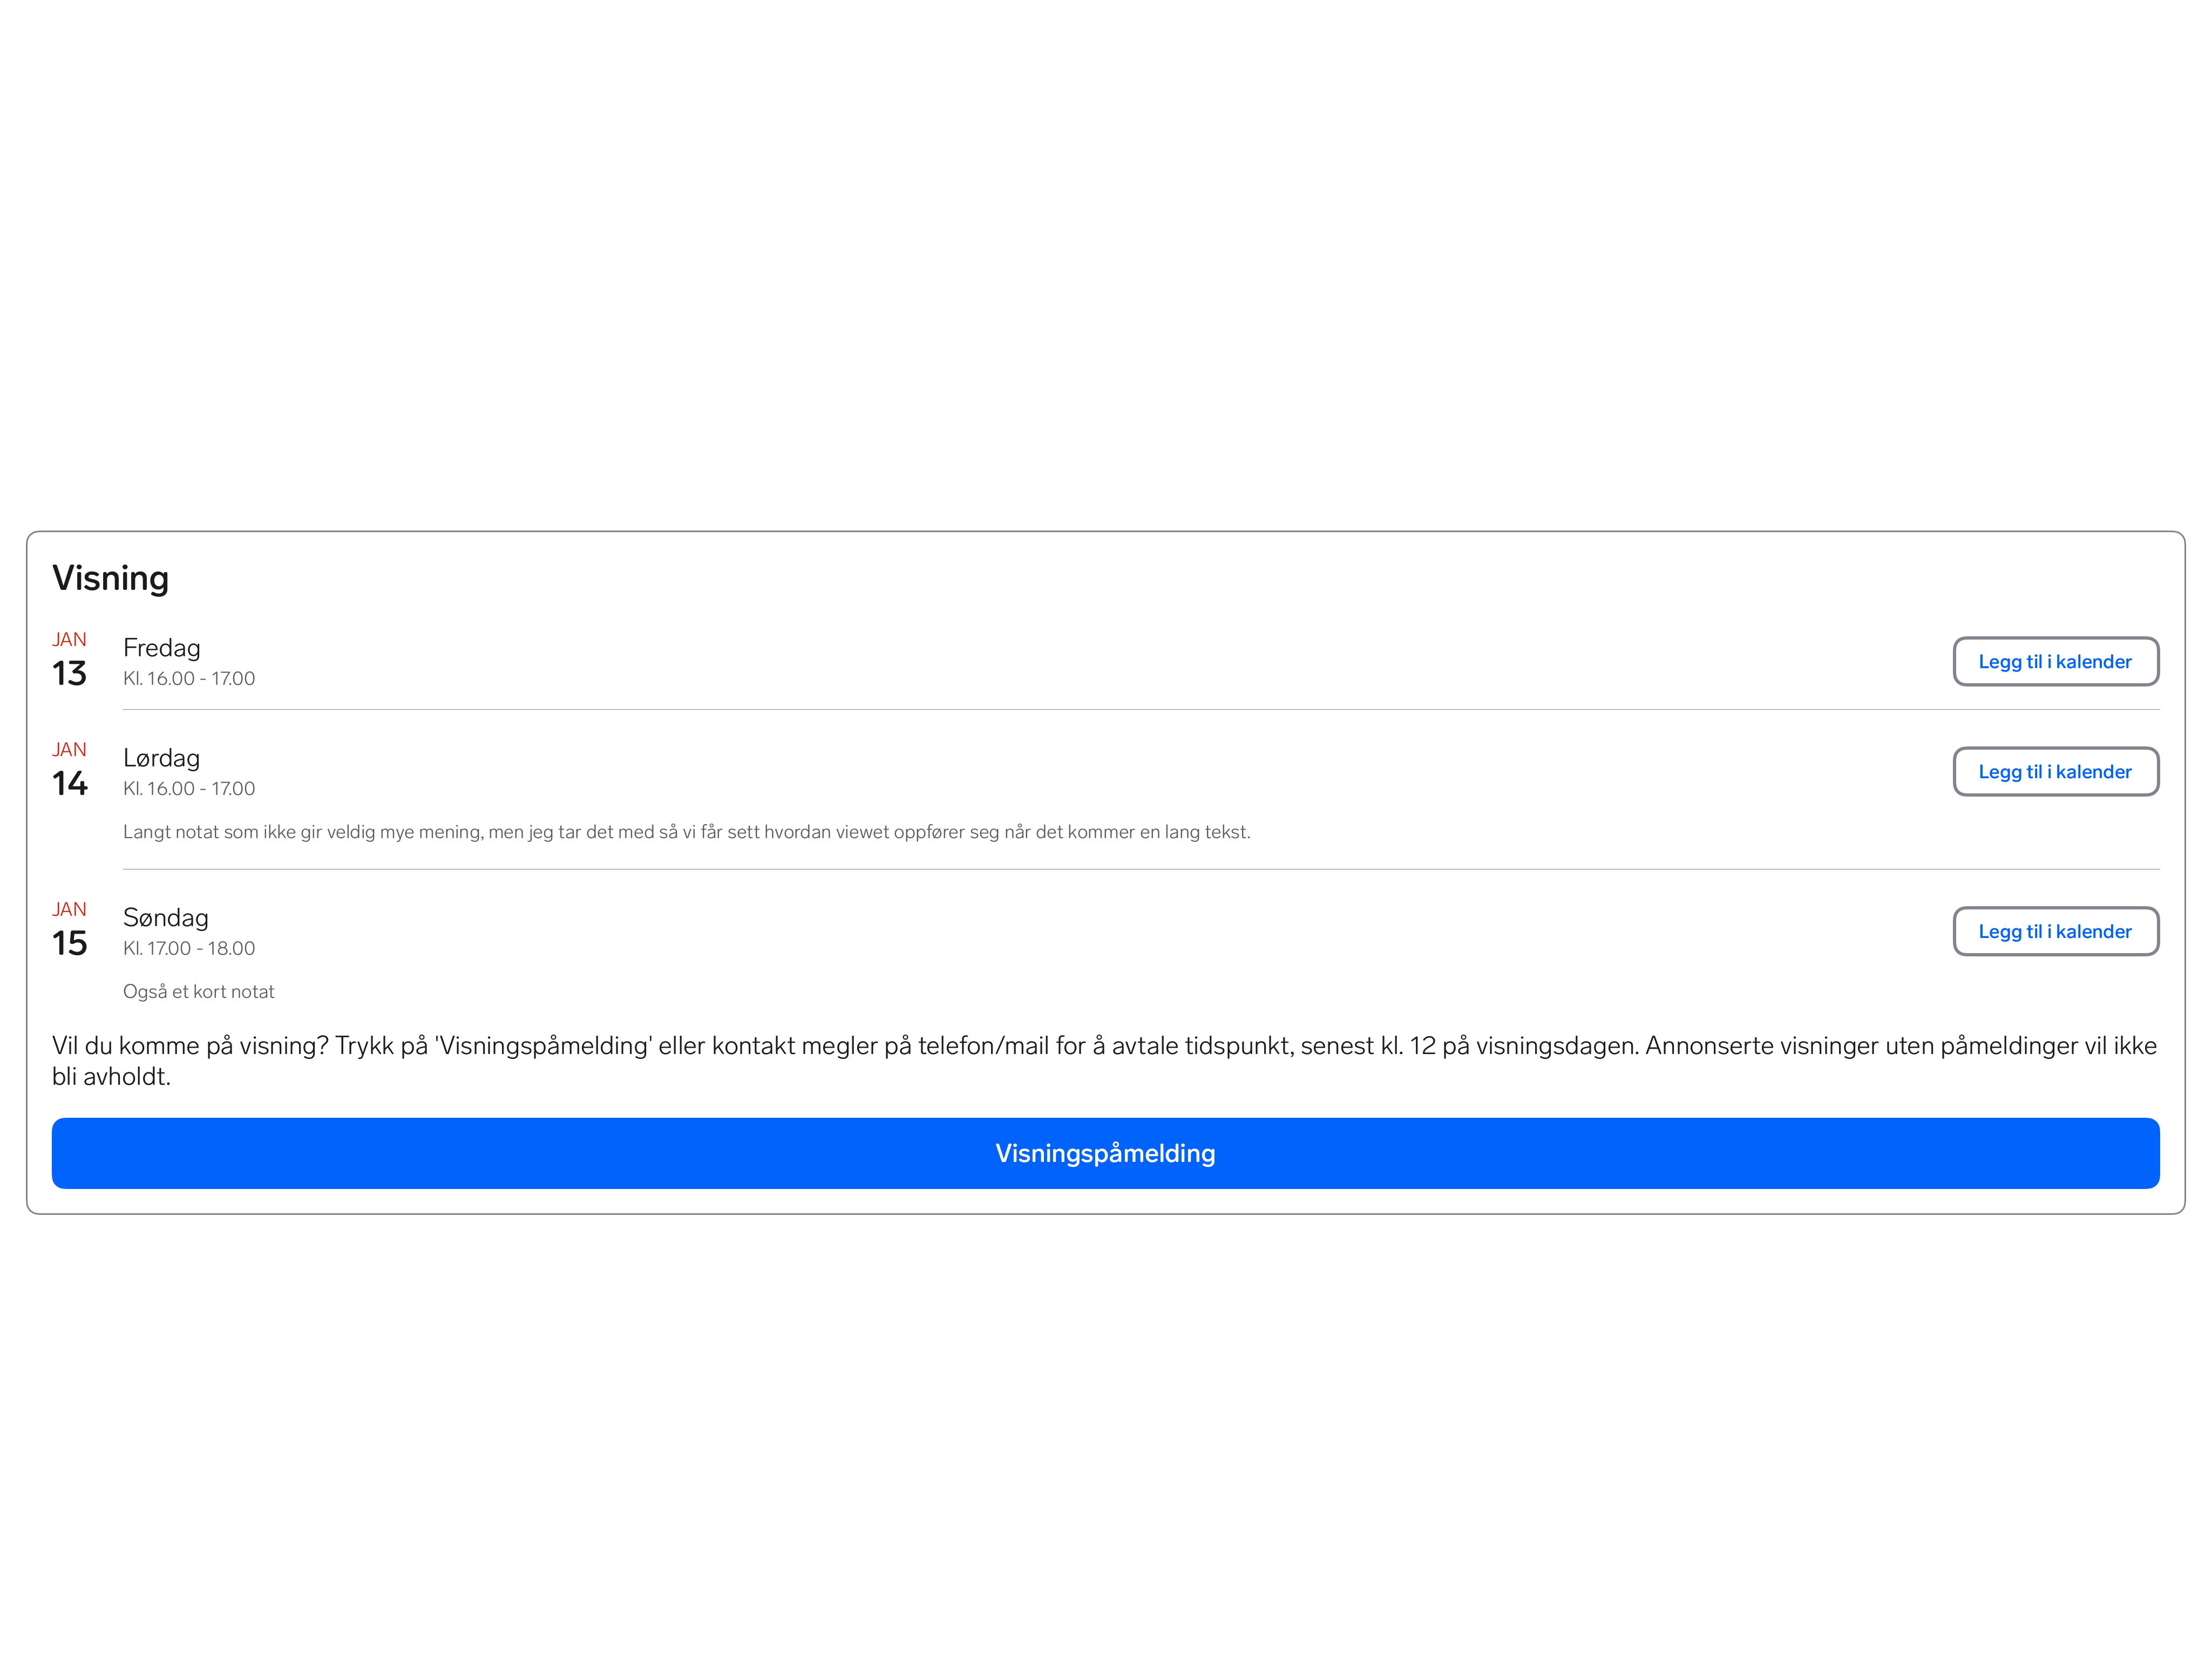 Visning
JAN
13
Fredag
Kl. 16.00 - 17.00
Legg til i kalender
JAN
14
Lørdag
Kl. 16.00 - 17.00
Legg til i kalender
Langt notat som ikke gir veldig mye mening, men jeg tar det med så vi får sett hvordan viewet oppfører seg når det kommer en lang tekst.
JAN
15
Søndag
Kl. 17.00 - 18.00
Legg til i kalender
Også et kort notat
Vil du komme på visning? Trykk på 'Visningspåmelding' eller kontakt megler på telefon/mail for å avtale tidspunkt, senest kl. 12 på visningsdagen. Annonserte visninger uten påmeldinger vil ikke
bli avholdt.
Visningspåmelding